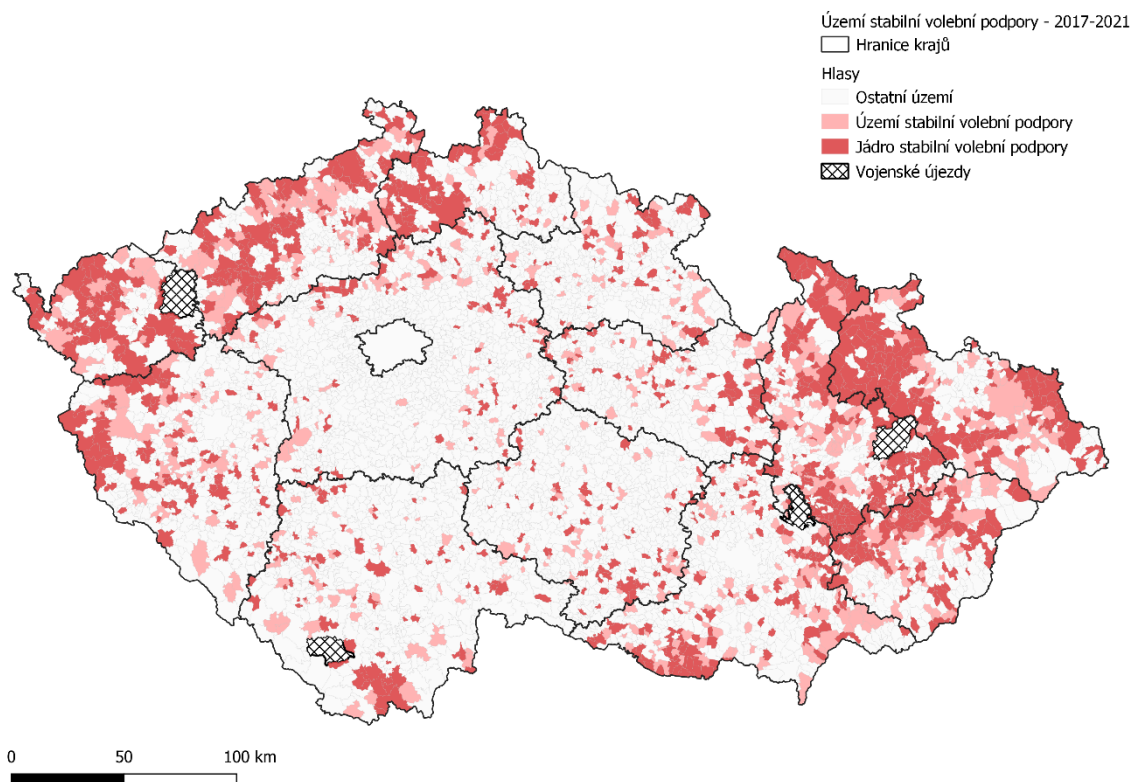 Území stabilní volební podpory - 2017-2021
Hranice krajů
Hlasy
Ostatní území
Území stabilní volební podpory
Jádro stabilní volební podpory
Vojenské újezdy
0 50 100 km